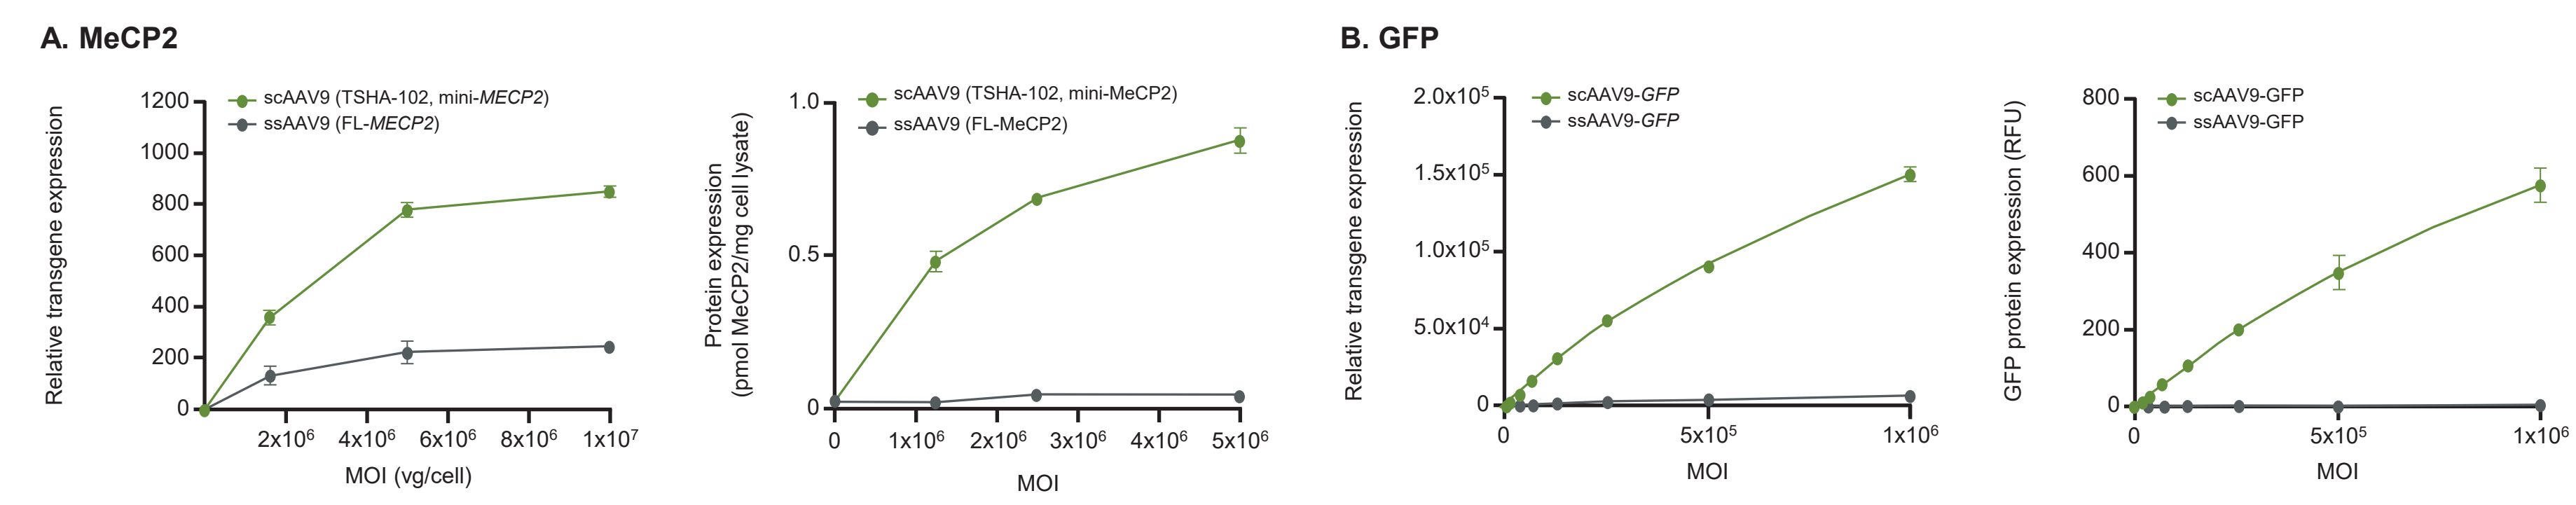 A. MeCP2
Relative transgene expression
1200
1000
800
600
400
200
0
scAAV9 (TSHA-102, mini-MECP2)
ssAAV9 (FL-MECP2)
2x10⁶ 4x10⁶ 6x10⁶ 8x10⁶ 1x10⁷
MOI (vg/cell)
Protein expression
(pmol MeCP2/mg cell lysate)
1.0
0.5
0
scAAV9 (TSHA-102, mini-MeCP2)
ssAAV9 (FL-MeCP2)
0 1x10⁶ 2x10⁶ 3x10⁶ 4x10⁶ 5x10⁶
MOI
B. GFP
Relative transgene expression
2.0x10⁵
1.5x10⁵
1.0x10⁵
5.0x10⁴
0
scAAV9-GFP
ssAAV9-GFP
0 5x10⁵ 1x10⁶
MOI
GFP protein expression (RFU)
800
600
400
200
0
scAAV9-GFP
ssAAV9-GFP
0 5x10⁵ 1x10⁶
MOI